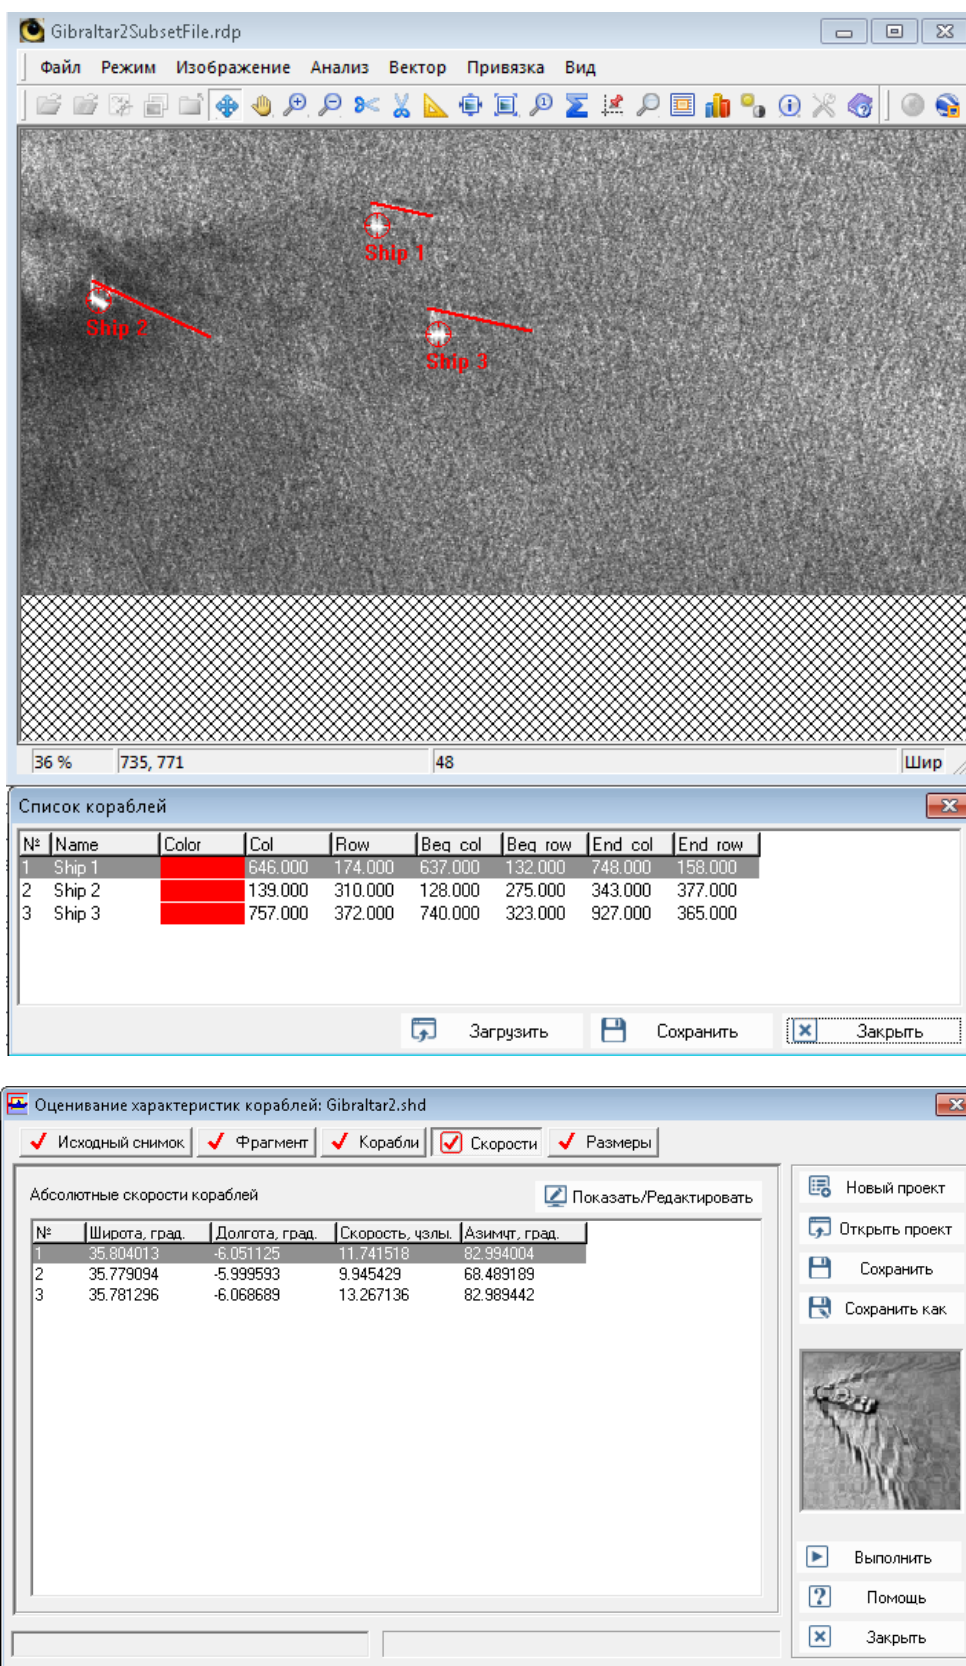 Gibraltar2SubsetFile.rdp
Файл Режим Изображение Анализ Вектор Привязка Вид
Ship 1
Ship 2
Ship 3
36 % 735, 771 48 Шир
Список кораблей
№ Name Color Col Row Beg col Beg row End col End row
1 Ship 1 646.000 174.000 637.000 132.000 748.000 158.000
2 Ship 2 139.000 310.000 128.000 275.000 343.000 377.000
3 Ship 3 757.000 372.000 740.000 323.000 927.000 365.000
Загрузить Сохранить Закрыть
Оценивание характеристик кораблей: Gibraltar2.shd
Исходный снимок Фрагмент Корабли Скорости Размеры
Абсолютные скорости кораблей Показать/Редактировать
№ Широта, град. Долгота, град. Скорость, узлы. Азимут, град.
1 35.804013 -6.051125 11.741518 82.994004
2 35.779094 -5.999593 9.945429 68.489189
3 35.781296 -6.068689 13.267136 82.989442
Новый проект
Открыть проект
Сохранить
Сохранить как
Выполнить
Помощь
Закрыть